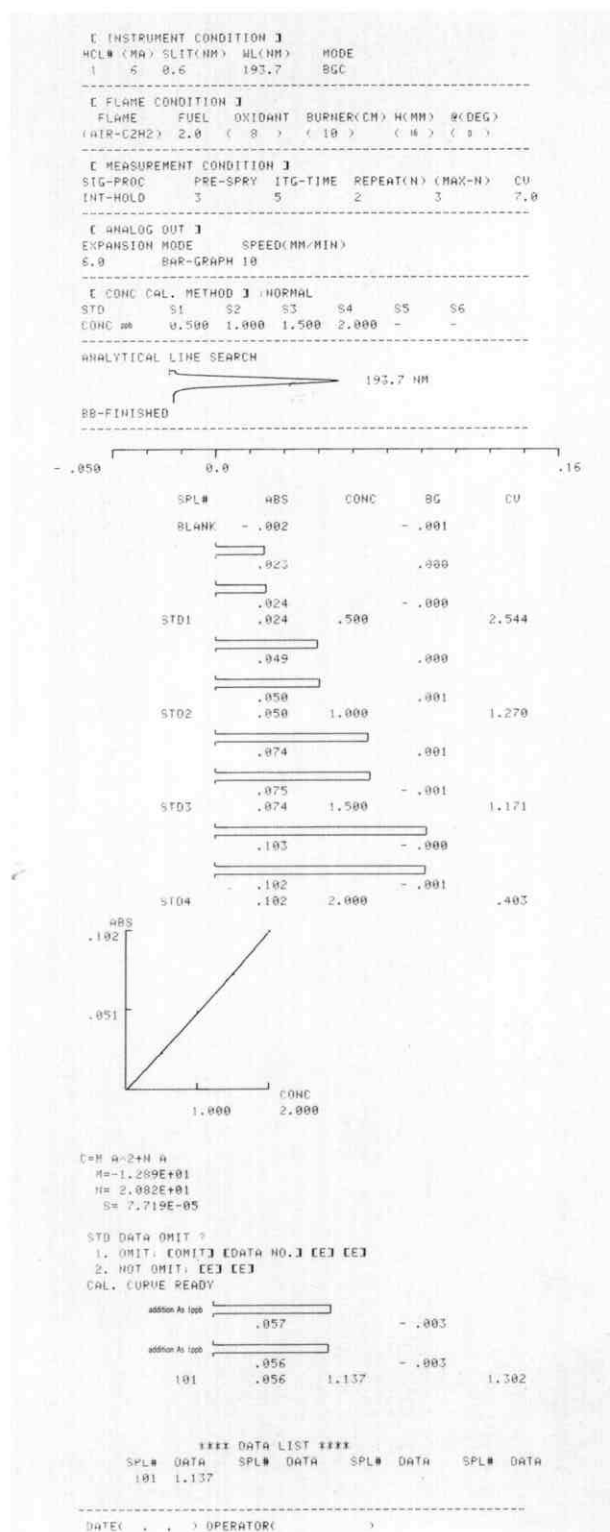 [ INSTRUMENT CONDITION ]
HCL# (MA) SLIT(NM) WL(NM) MODE
1 6 0.6 193.7 BGC
[ FLAME CONDITION ]
FLAME FUEL OXIDANT BURNER(CM) H(MM) @(DEG)
(AIR-C2H2) 2.0 ( 8 ) ( 10 ) ( 16 ) ( 0 )
[ MEASUREMENT CONDITION ]
SIG-PROC PRE-SPRY ITG-TIME REPEAT(N) (MAX-N) CV
INT-HOLD 3 5 2 3 7.0
[ ANALOG OUT ]
EXPANSION MODE SPEED(MM/MIN)
6.0 BAR-GRAPH 10
[ CONC CAL. METHOD ] :NORMAL
STD S1 S2 S3 S4 S5 S6
CONC ppb 0.500 1.000 1.500 2.000 - -
ANALYTICAL LINE SEARCH
193.7 NM
BB-FINISHED
- .050 0.0 .16
SPL# ABS CONC BG CV
BLANK - .002 - .001
.023 .000
.024 - .000
STD1 .024 .500 2.544
.049 .000
.050 .001
STD2 .050 1.000 1.270
.074 .001
.075 - .001
STD3 .074 1.500 1.171
.103 - .000
.102 - .001
STD4 .102 2.000 .403
ABS
.102
.051
CONC
1.000 2.000
C=M A^2+N A
M=-1.289E+01
N= 2.082E+01
S= 7.719E-05
STD DATA OMIT ?
1. OMIT: [OMIT] [DATA NO.] [E] [E]
2. NOT OMIT: [E] [E]
CAL. CURVE READY
addition As 1ppb
.057 - .003
addition As 1ppb
.056 - .003
101 .056 1.137 1.302
**** DATA LIST ****
SPL# DATA SPL# DATA SPL# DATA SPL# DATA
101 1.137
DATE( . . ) OPERATOR( )